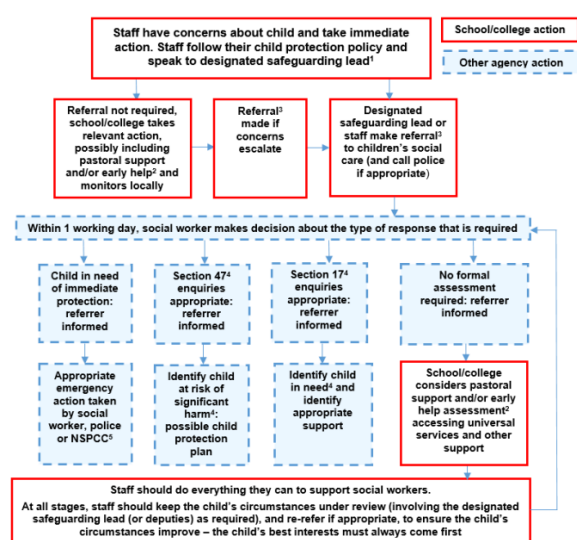 Staff have concerns about child and take immediate
action. Staff follow their child protection policy and
speak to designated safeguarding lead¹
School/college action
Other agency action
Referral not required,
school/college takes
relevant action,
possibly including
pastoral support
and/or early help² and
monitors locally
Referral³
made if
concerns
escalate
Designated
safeguarding lead or
staff make referral³
to children's social
care (and call police
if appropriate)
Within 1 working day, social worker makes decision about the type of response that is required
Child in need
of immediate
protection:
referrer
informed
Section 47⁴
enquiries
appropriate:
referrer
informed
Section 17⁴
enquiries
appropriate:
referrer
informed
No formal
assessment
required: referrer
informed
Appropriate
emergency
action taken
by social
worker, police
or NSPCC⁵
Identify child
at risk of
significant
harm⁴:
possible child
protection
plan
Identify child
in need⁴ and
identify
appropriate
support
School/college
considers pastoral
support and/or early
help assessment²
accessing universal
services and other
support
Staff should do everything they can to support social workers.
At all stages, staff should keep the child's circumstances under review (involving the designated
safeguarding lead (or deputies) as required), and re-refer if appropriate, to ensure the child's
circumstances improve – the child's best interests must always come first